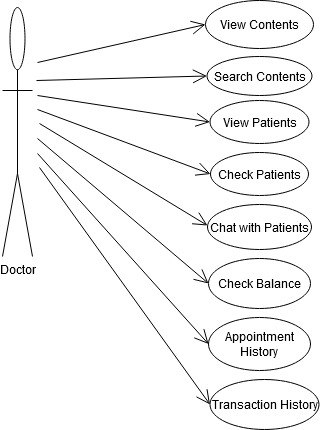 View Contents
Search Contents
View Patients
Check Patients
Chat with Patients
Doctor
Check Balance
Appointment
History
Transaction History